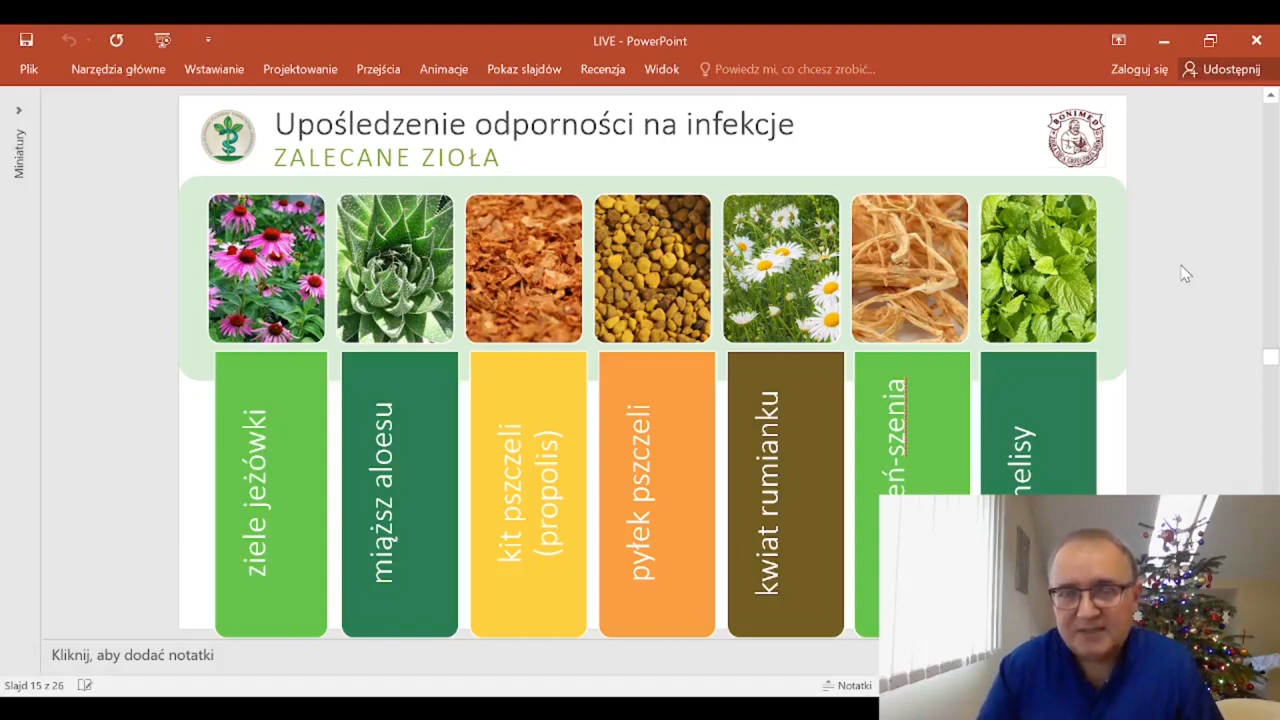 LIVE - PowerPoint
Plik Narzędzia główne Wstawianie Projektowanie Przejścia Animacje Pokaz slajdów Recenzja Widok Powiedz mi, co chcesz zrobić... Zaloguj się Udostępnij
Miniatury
Upośledzenie odporności na infekcje
ZALECANE ZIOŁA
BONIMED
ziele jeżówki
miąższ aloesu
kit pszczeli
(propolis)
pyłek pszczeli
kwiat rumianku
eń-szenia
elisy
Kliknij, aby dodać notatki
Slajd 15 z 26
Notatki